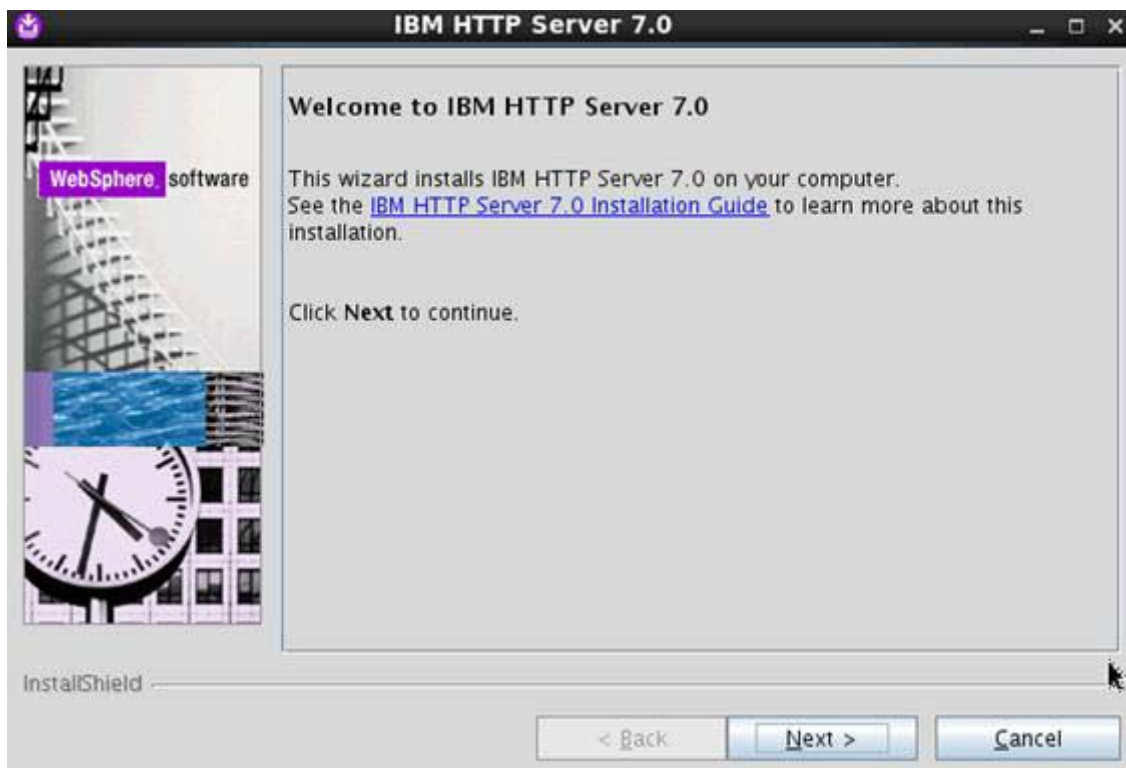 IBM HTTP Server 7.0
WebSphere. software
Welcome to IBM HTTP Server 7.0
This wizard installs IBM HTTP Server 7.0 on your computer.
See the IBM HTTP Server 7.0 Installation Guide to learn more about this
installation.
Click Next to continue.
InstallShield
< Back
Next >
Cancel